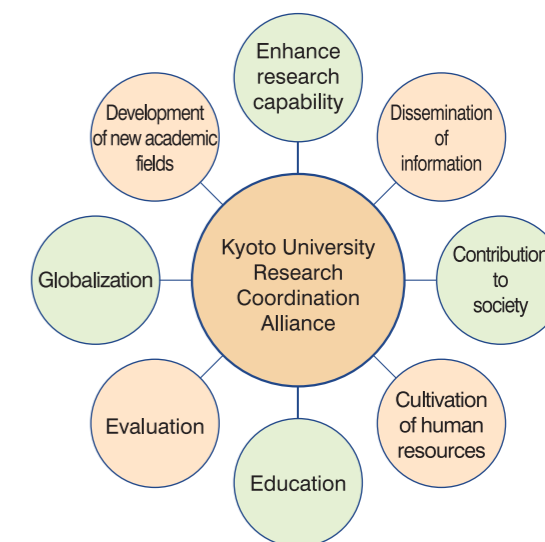 Enhance
research
capability
Development
of new academic
fields
Dissemination
of
information
Globalization
Kyoto University
Research
Coordination
Alliance
Contribution
to
society
Evaluation
Cultivation
of human
resources
Education